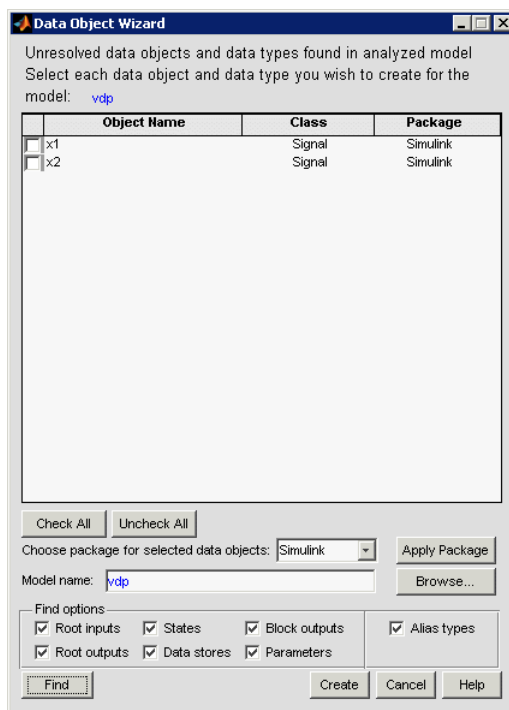 Data Object Wizard
Unresolved data objects and data types found in analyzed model
Select each data object and data type you wish to create for the
model: vdp
Object Name Class Package
x1 Signal Simulink
x2 Signal Simulink
Check All Uncheck All
Choose package for selected data objects: Simulink Apply Package
Model name: vdp Browse...
Find options
Root inputs States Block outputs Alias types
Root outputs Data stores Parameters
Find Create Cancel Help